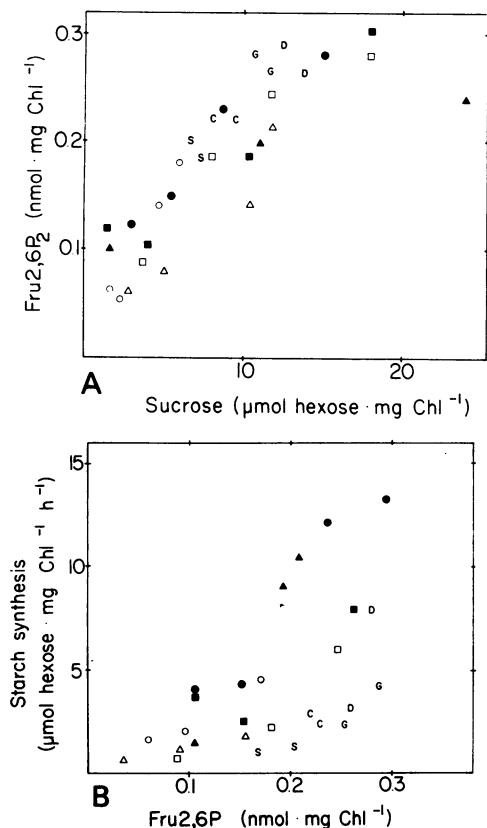 0.3
D
G
G
D
0.2
C
C
S
S
0.1
Fru2,6P₂ (nmol · mg Chl⁻¹)
10
20
A
Sucrose (µmol hexose · mg Chl⁻¹)
15
10
5
D
G
D
C
C
G
S
S
Starch synthesis
(µmol hexose · mg Chl⁻¹ h⁻¹)
0.1
0.2
0.3
B
Fru2,6P (nmol · mg Chl⁻¹)